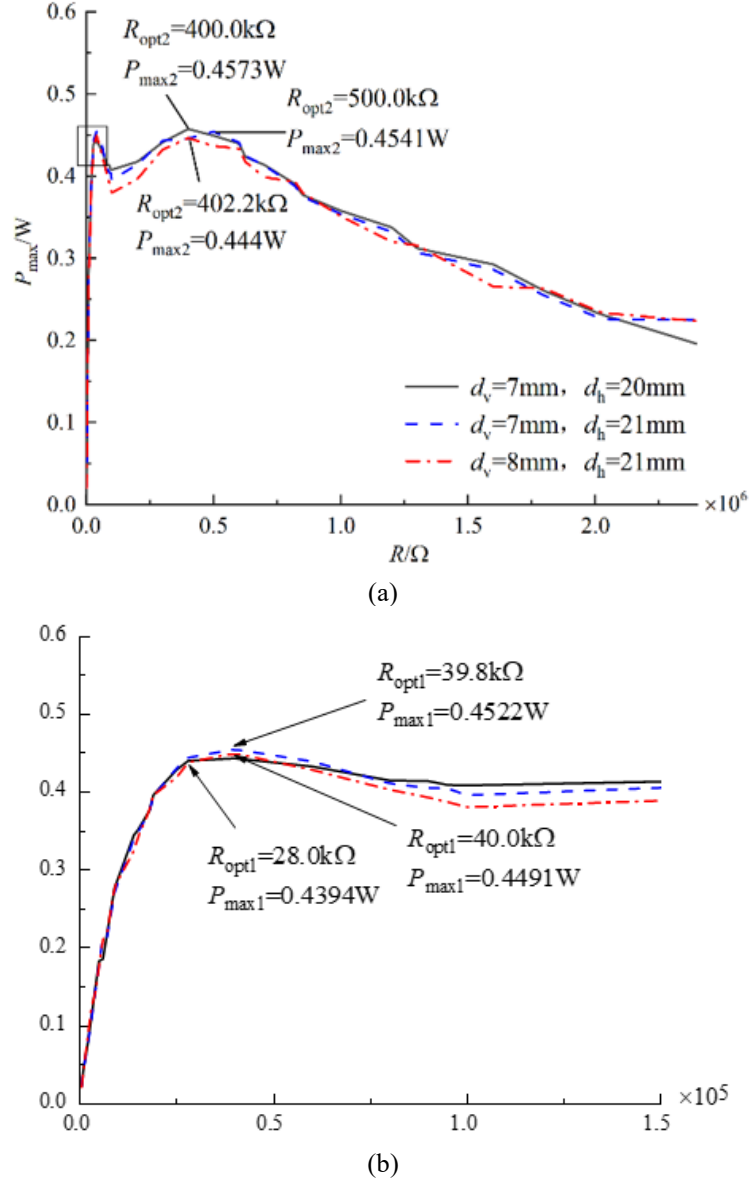 0.6
R_opt2=400.0kΩ
P_max2=0.4573W
R_opt2=500.0kΩ
P_max2=0.4541W
0.5
0.4
R_opt2=402.2kΩ
P_max2=0.444W
P_max/W
0.3
0.2
d_v=7mm，d_h=20mm
d_v=7mm，d_h=21mm
d_v=8mm，d_h=21mm
0.1
0.0
0.0 0.5 1.0 1.5 2.0 ×10⁶
R/Ω
(a)
0.6
R_opt1=39.8kΩ
P_max1=0.4522W
0.5
0.4
R_opt1=28.0kΩ
P_max1=0.4394W
R_opt1=40.0kΩ
P_max1=0.4491W
0.3
0.2
0.1
0.0
0.0 0.5 1.0 1.5 ×10⁵
(b)